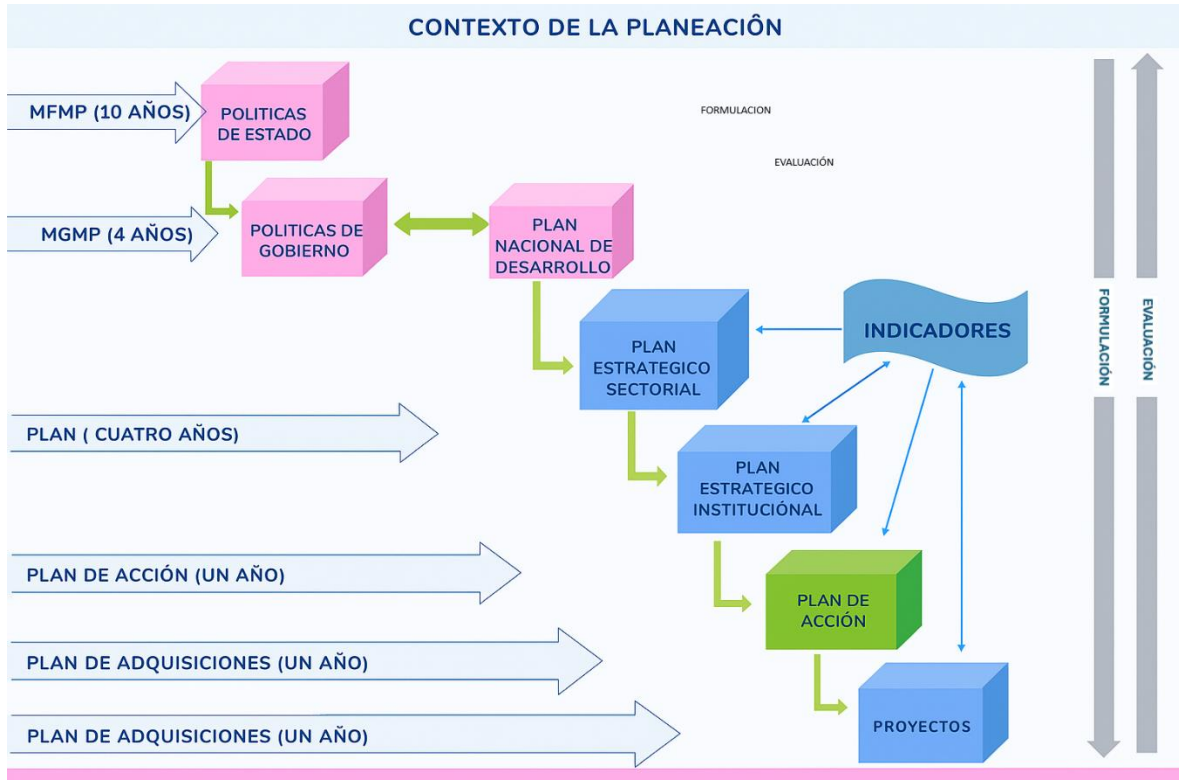 CONTEXTO DE LA PLANEACIÔN
MFMP (10 AÑOS)
POLITICAS
DE ESTADO
FORMULACION
EVALUACIÓN
MGMP (4 AÑOS)
POLITICAS DE
GOBIERNO
PLAN
NACIONAL DE
DESARROLLO
PLAN
ESTRATEGICO
SECTORIAL
INDICADORES
FORMULACIÓN
EVALUACIÓN
PLAN ( CUATRO AÑOS)
PLAN
ESTRATEGICO
INSTITUCIÓNAL
PLAN DE ACCIÓN (UN AÑO)
PLAN DE
ACCIÓN
PLAN DE ADQUISICIONES (UN AÑO)
PLAN DE ADQUISICIONES (UN AÑO)
PROYECTOS